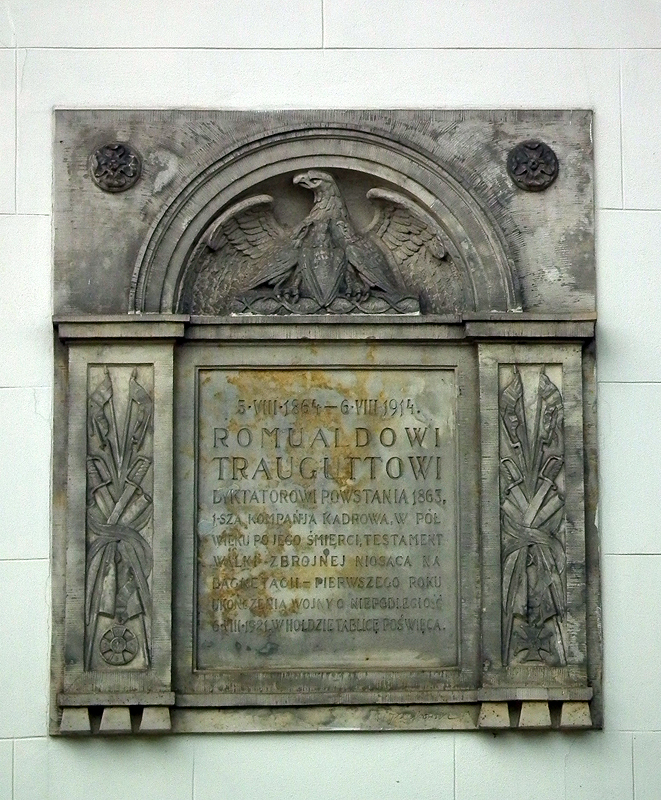 5·VIII·1864–6·VIII·1914.
ROMUALDOWI
TRAUGUTTOWI
DYKTATOROWI POWSTANIA 1863,
1·SZA KOMPANJA KADROWA, W PÓŁ
WIEKU PO JEGO ŚMIERCI, TESTAMENT
WALKI ZBROJNEJ NIOSĄCA NA
BAGNETACH – PIERWSZEGO ROKU
UKOŃCZENIA WOJNY O NIEPODLEGŁOŚĆ
6·VIII·1921. W HOŁDZIE TABLICĘ POŚWIĘCA.